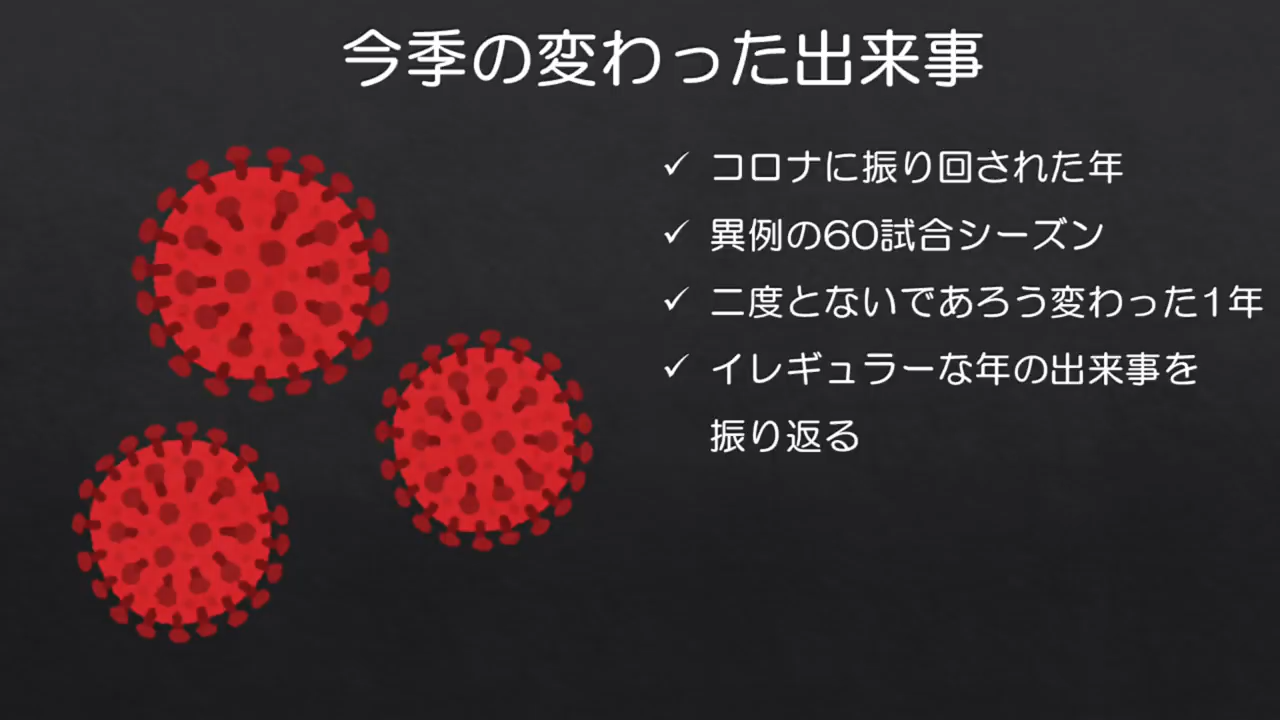 今季の変わった出来事
✓ コロナに振り回された年
✓ 異例の60試合シーズン
✓ 二度とないであろう変わった1年
✓ イレギュラーな年の出来事を
振り返る